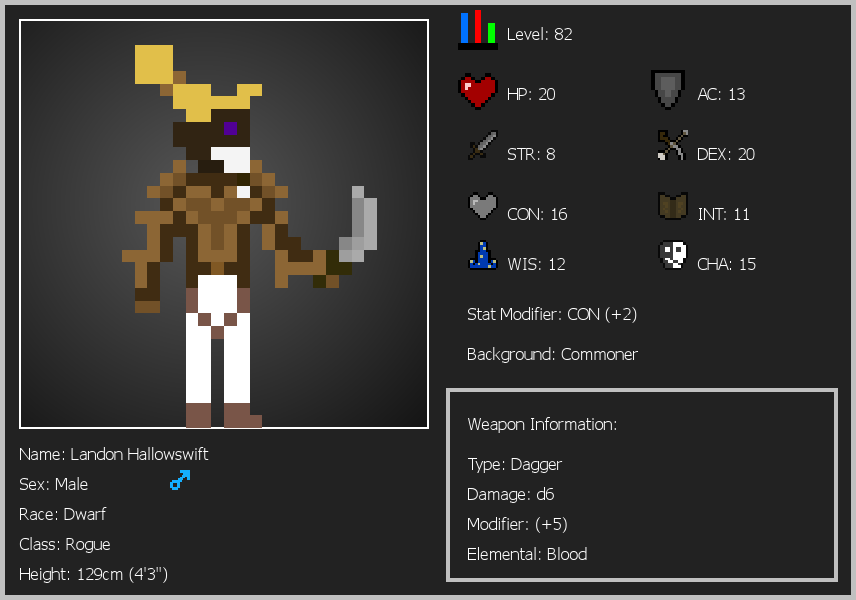 Level: 82
HP: 20
AC: 13
STR: 8
DEX: 20
CON: 16
INT: 11
WIS: 12
CHA: 15
Stat Modifier: CON (+2)
Background: Commoner
Weapon Information:
Type: Dagger
Damage: d6
Modifier: (+5)
Elemental: Blood
Name: Landon Hallowswift
Sex: Male
Race: Dwarf
Class: Rogue
Height: 129cm (4'3")